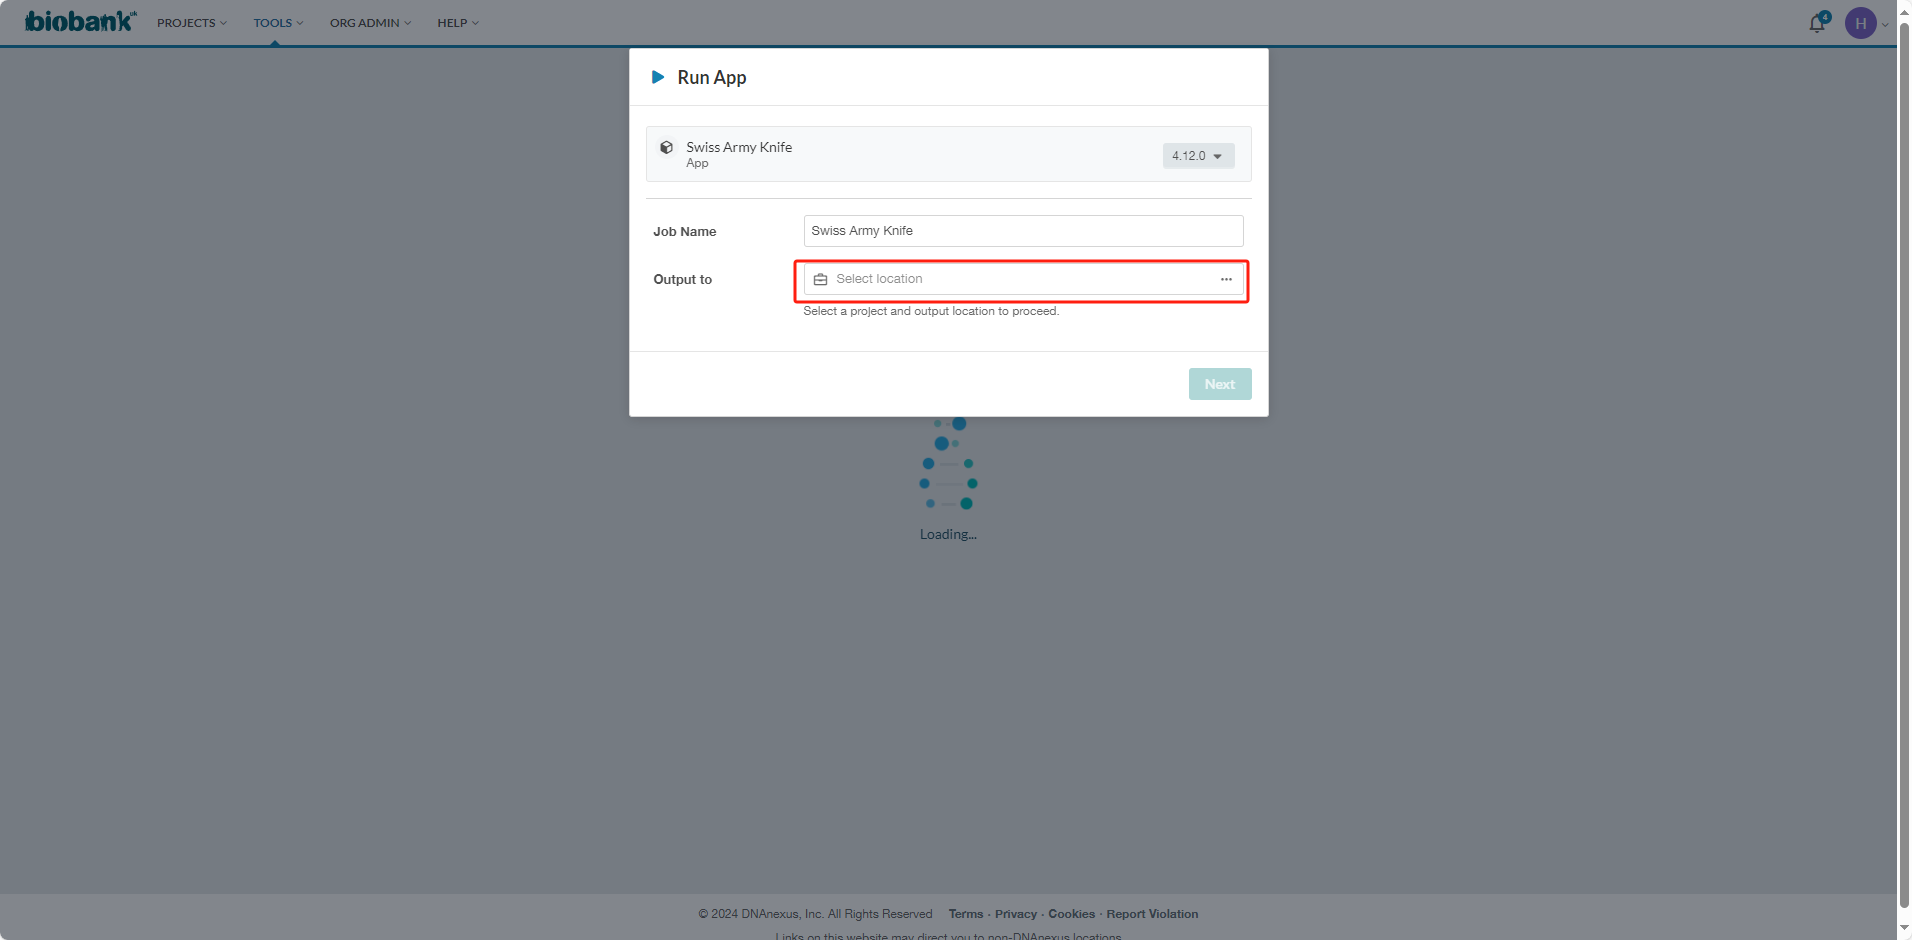 biobank uk PROJECTS TOOLS ORG ADMIN HELP 4 H
Run App
Swiss Army Knife
App
4.12.0
Job Name
Swiss Army Knife
Output to
Select location
Select a project and output location to proceed.
Next
Loading...
© 2024 DNAnexus, Inc. All Rights Reserved Terms · Privacy · Cookies · Report Violation
Links on this website may direct you to non-DNAnexus locations.